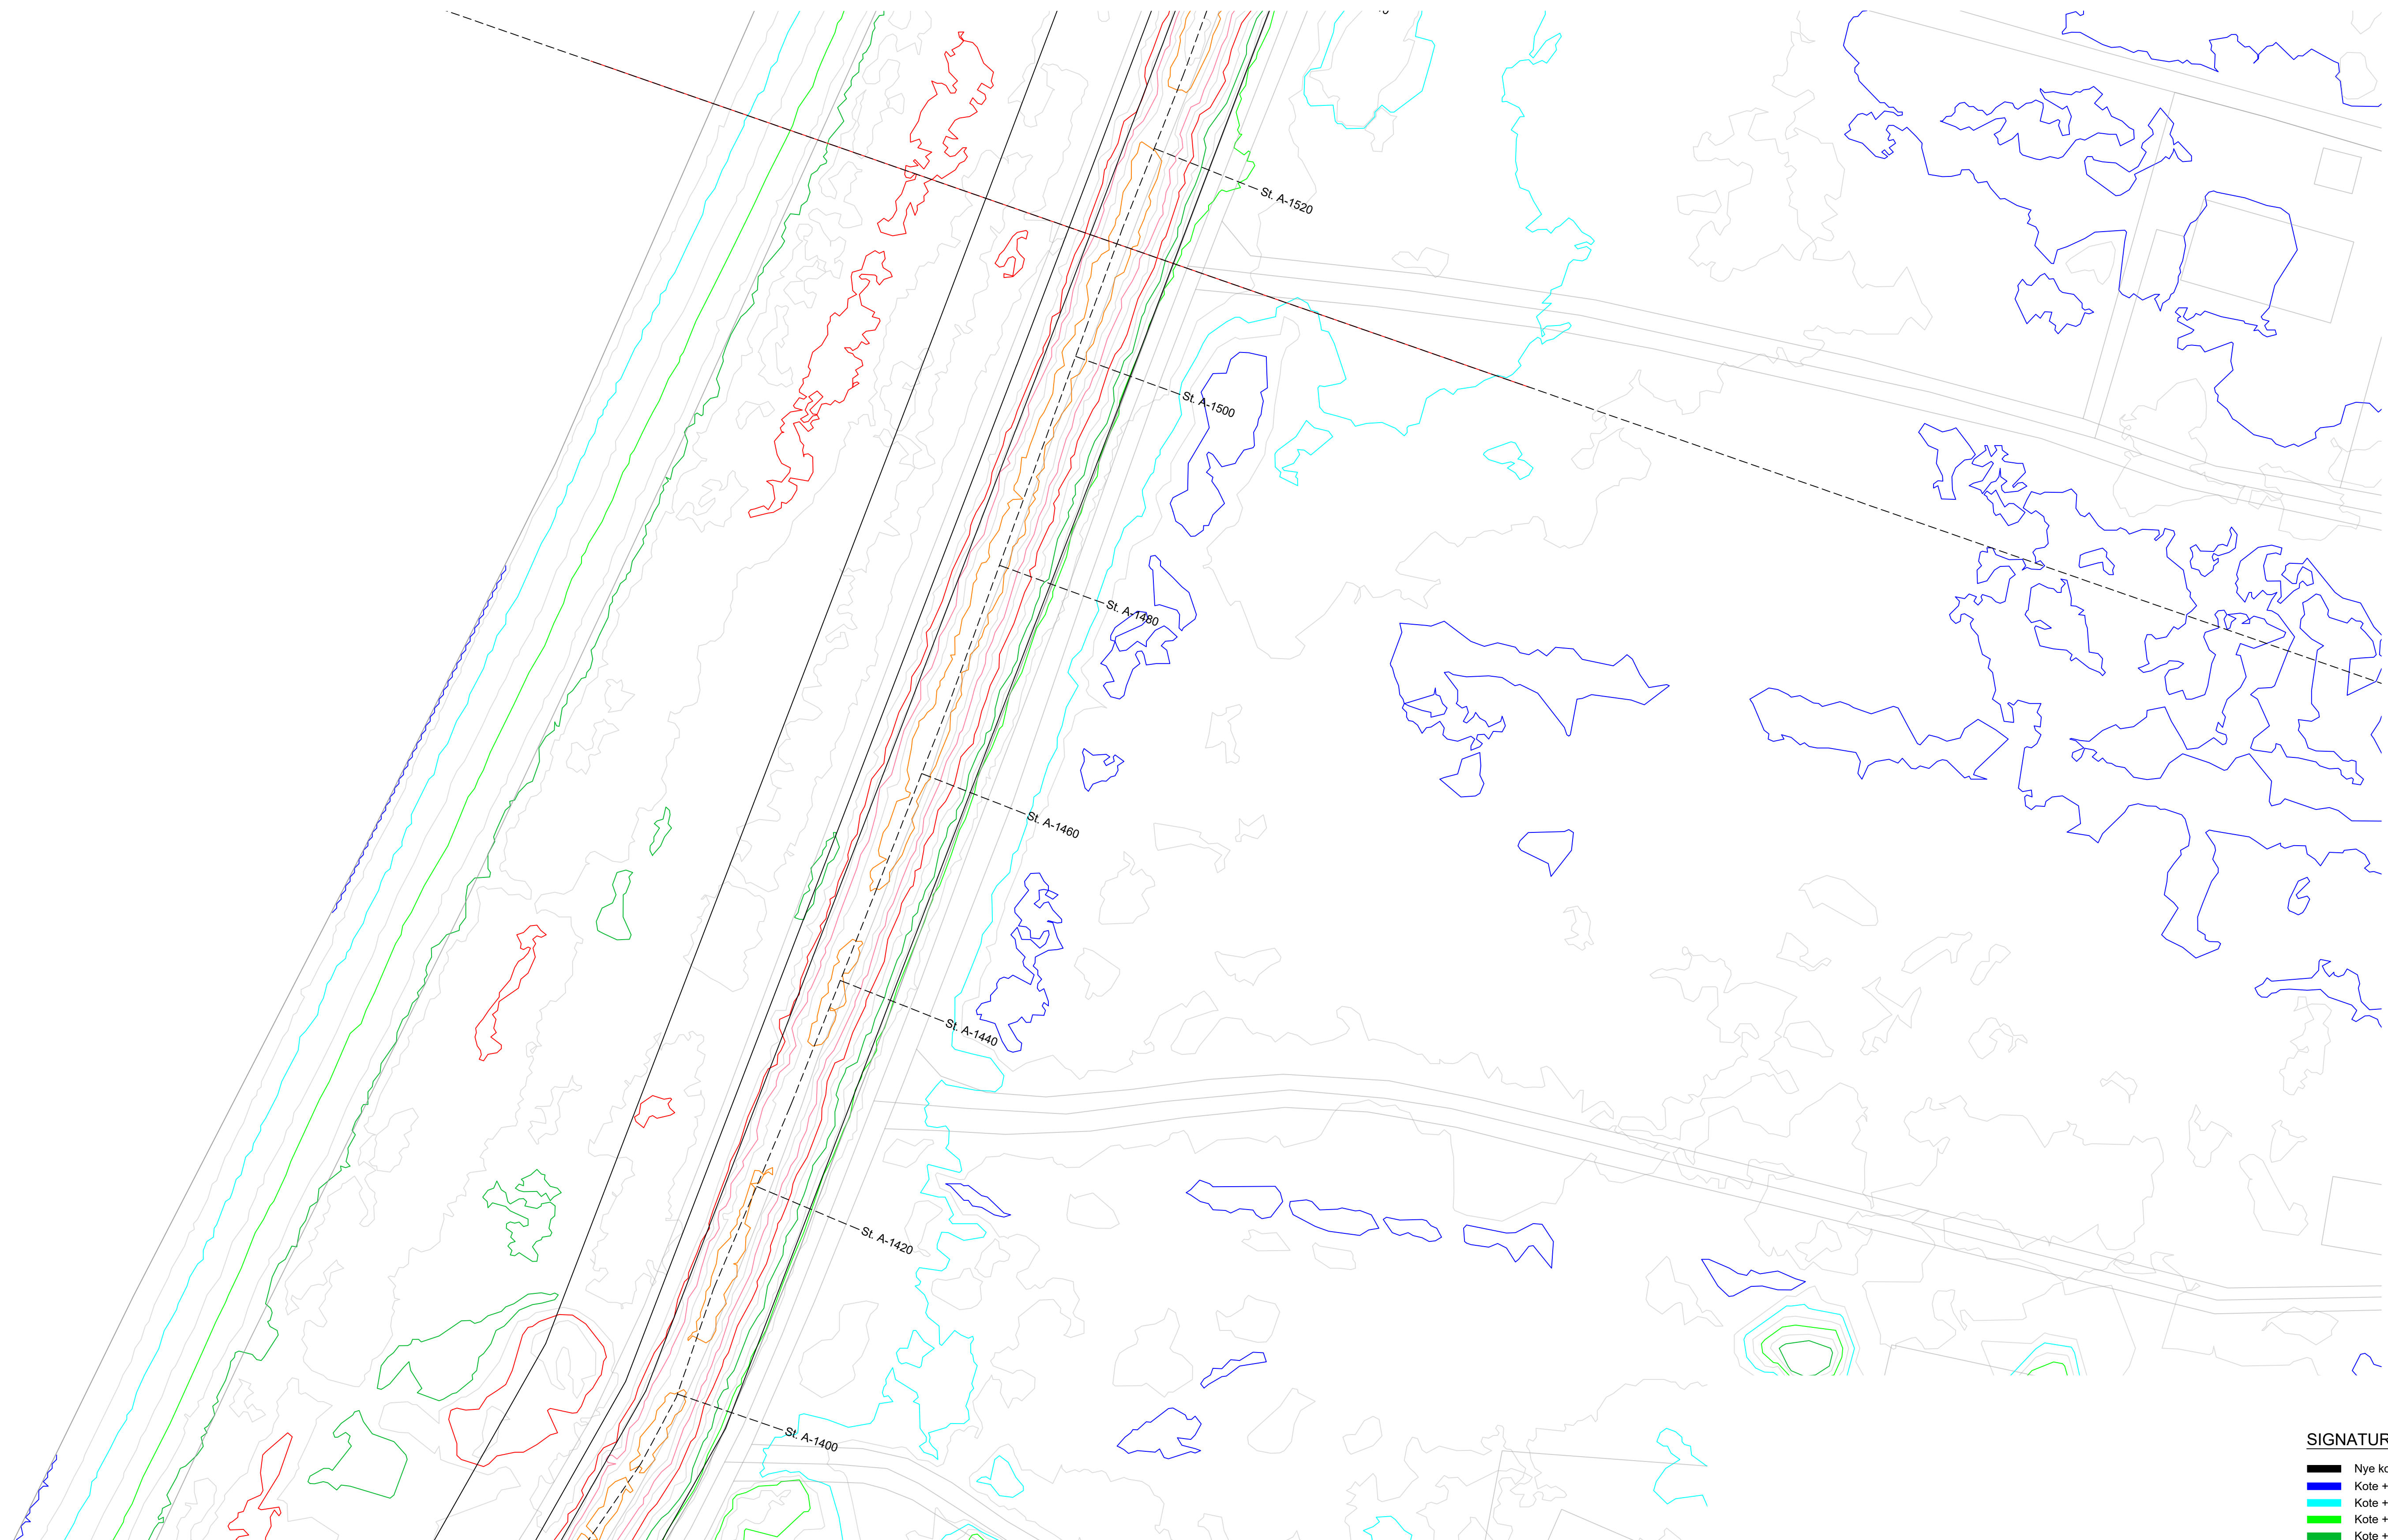 St. A-1520
St. A-1500
St. A-1480
St. A-1460
St. A-1440
St. A-1420
St. A-1400
SIGNATUR
Nye ko
Kote +
Kote +
Kote +
Kote +